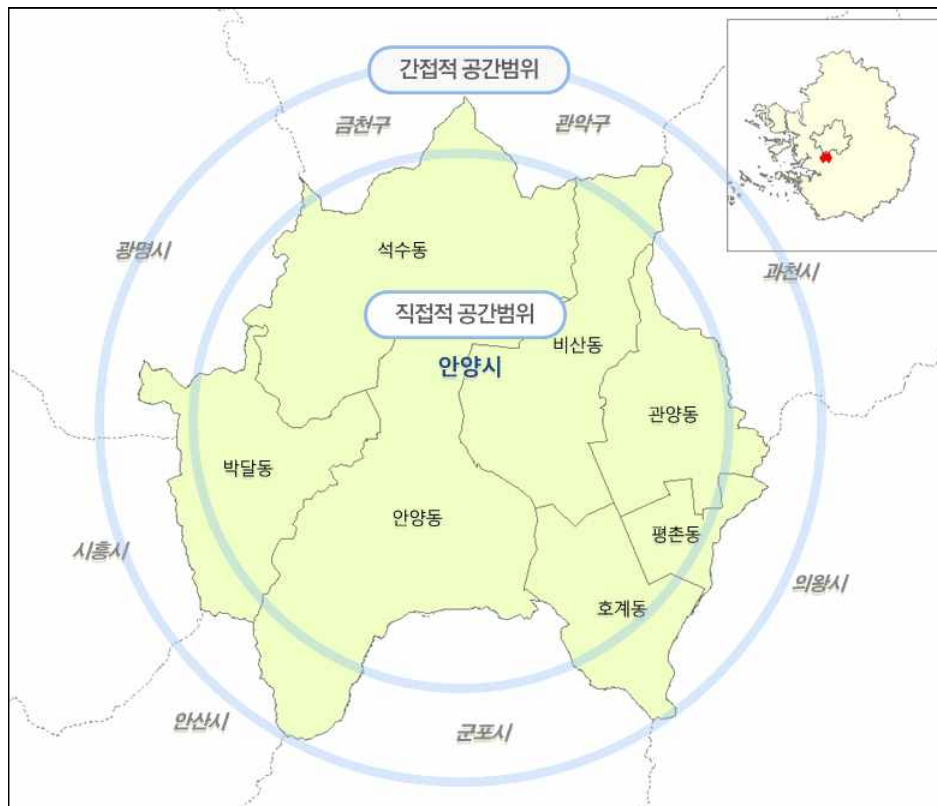 간접적 공간범위
금천구
관악구
석수동
광명시
과천시
직접적 공간범위
비산동
안양시
관양동
박달동
안양동
평촌동
시흥시
의왕시
호계동
안산시
군포시